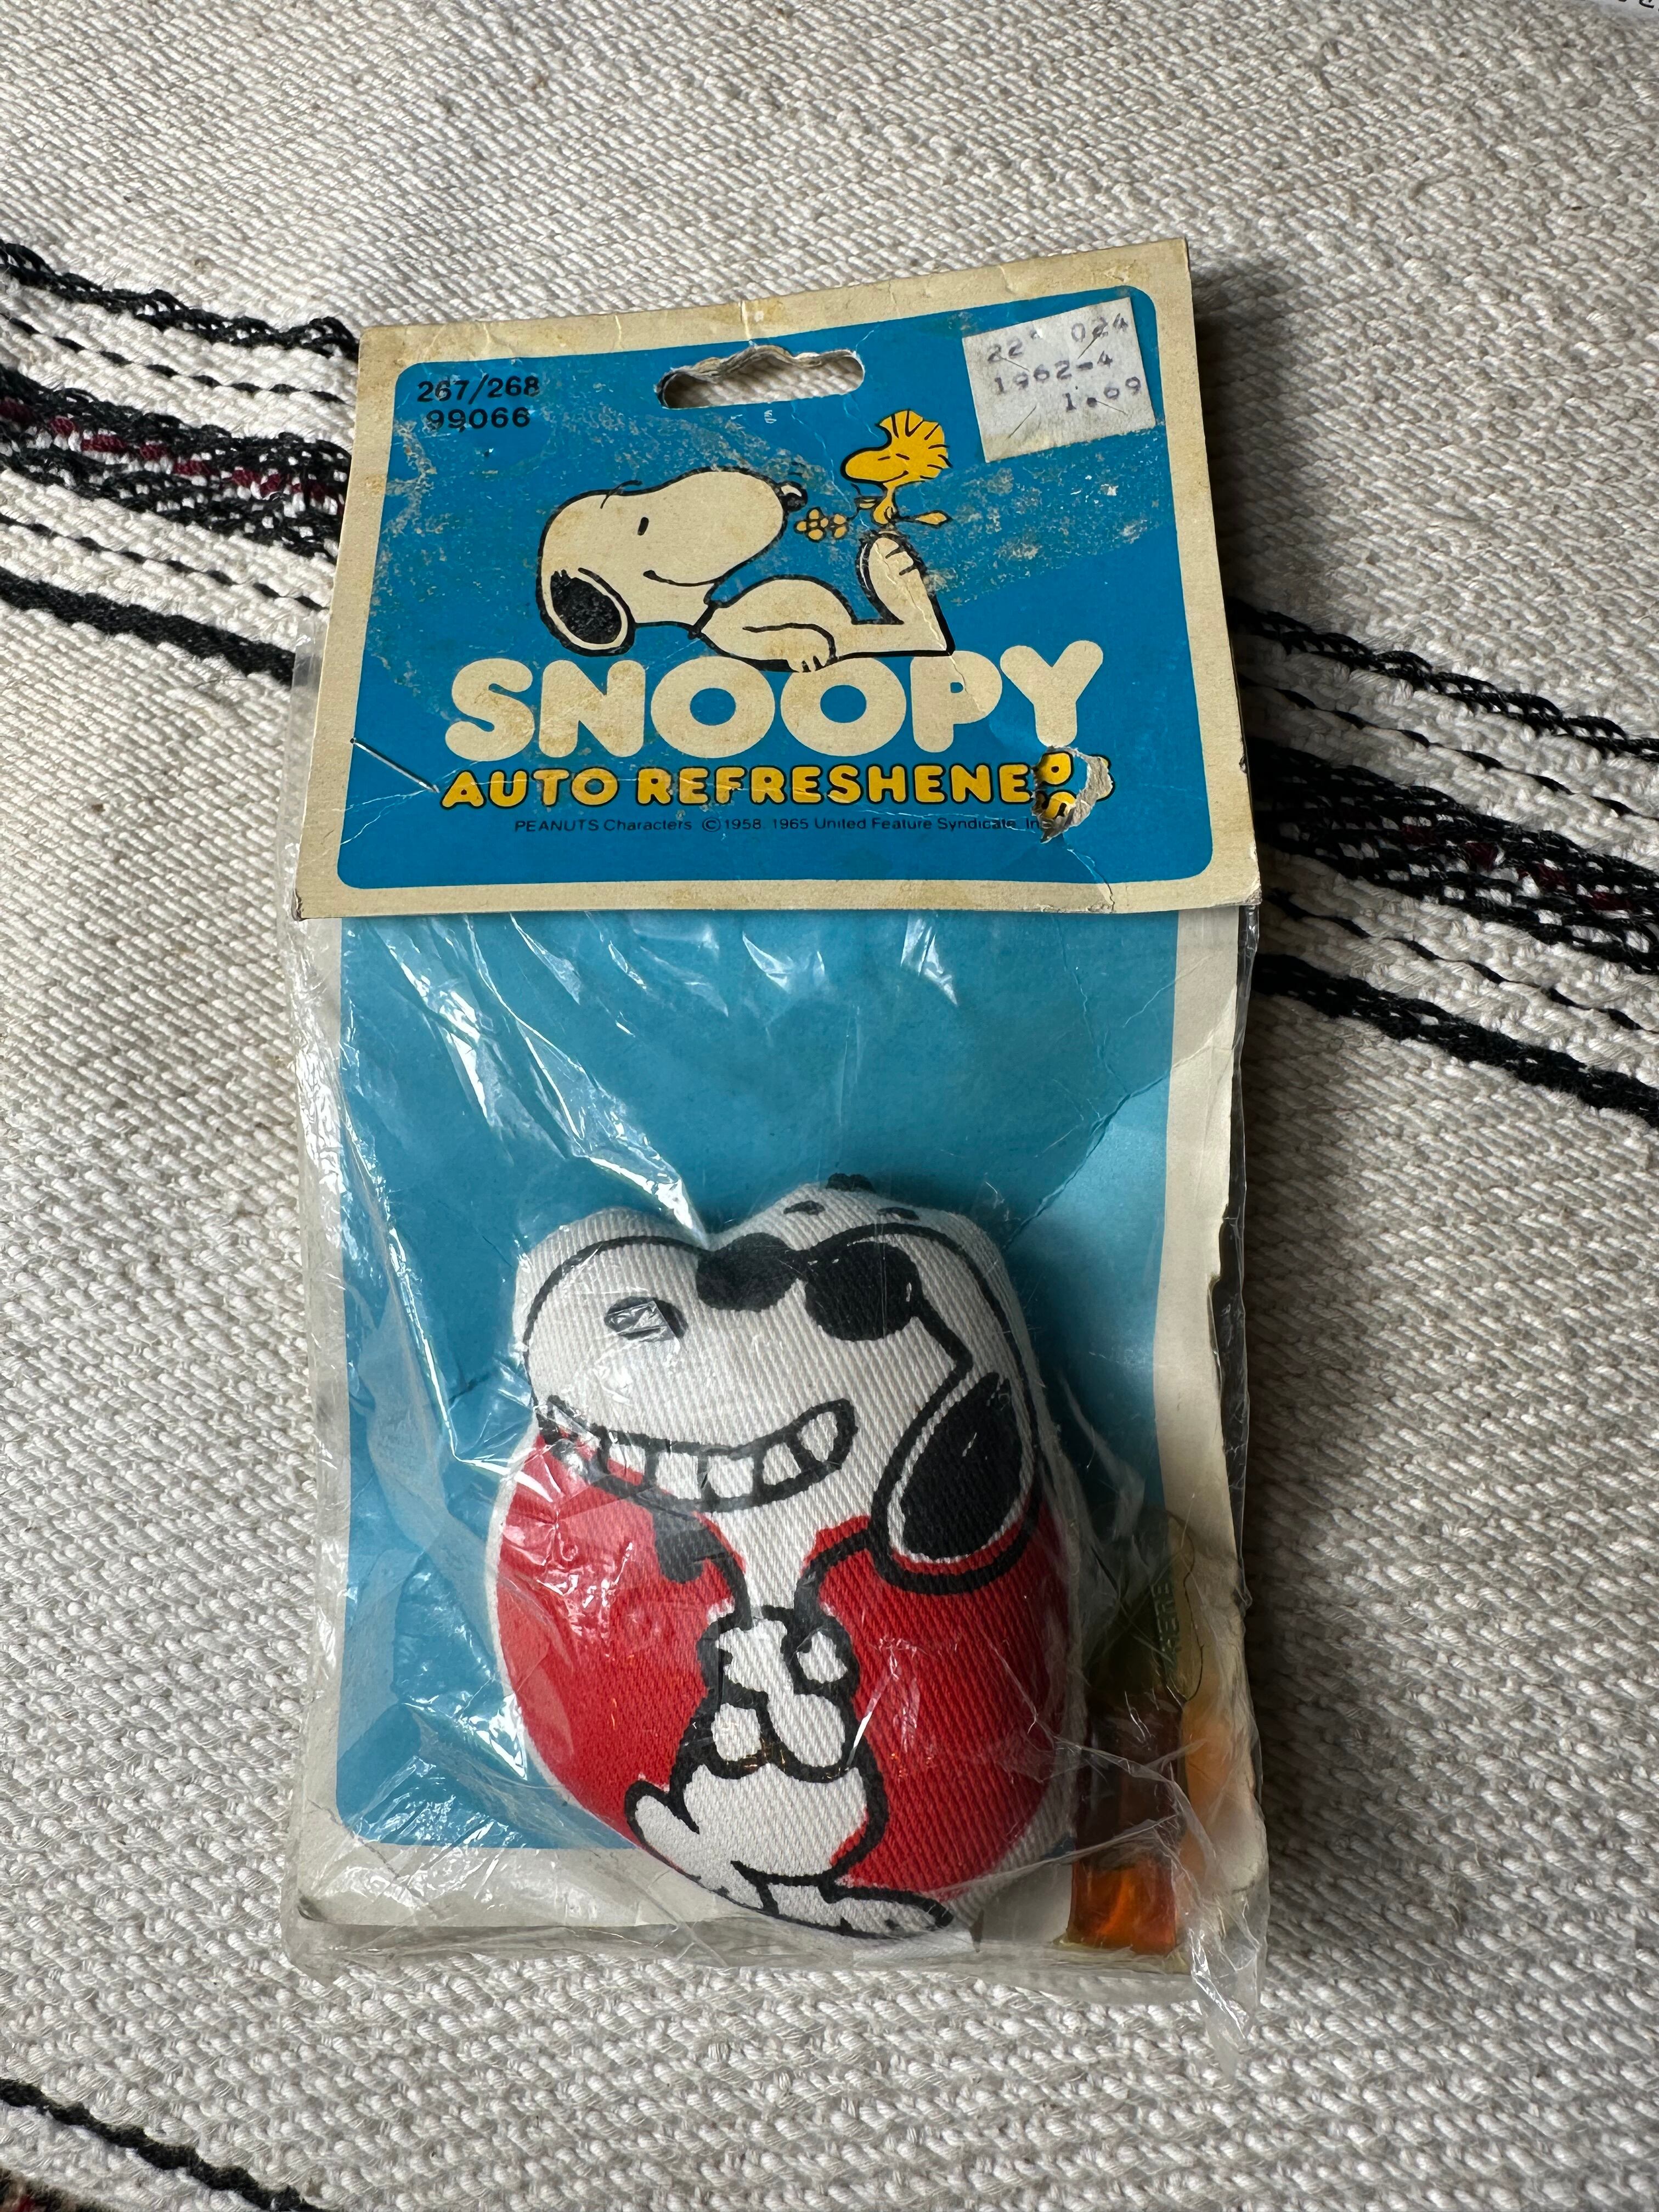 267/268
99066
22 024
1962-4
1.69
SNOOPY
AUTO REFRESHENERS
PEANUTS Characters © 1958, 1965 United Feature Syndicate, Inc.
HERE